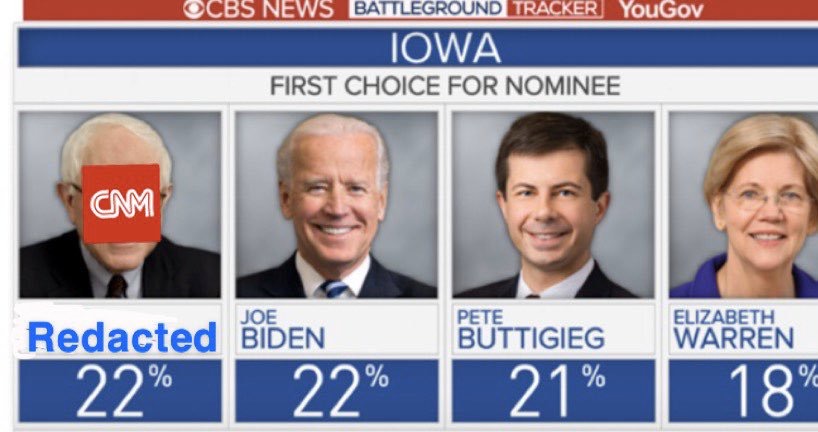 CBS NEWS BATTLEGROUND TRACKER YouGov
IOWA
FIRST CHOICE FOR NOMINEE
CNM
Redacted
JOE
BIDEN
PETE
BUTTIGIEG
ELIZABETH
WARREN
22% 22% 21% 18%